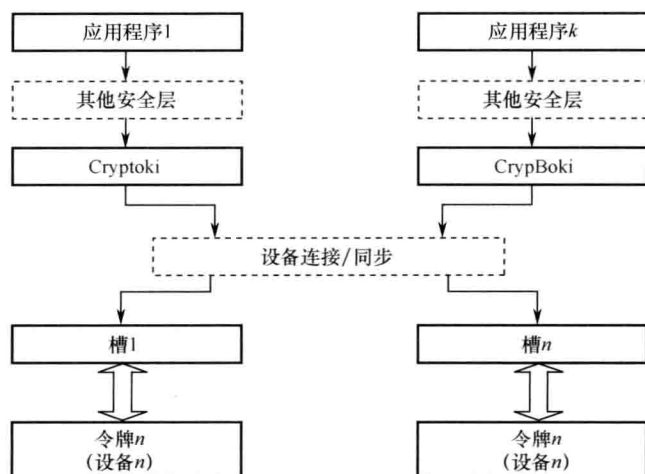 应用程序1
应用程序k
其他安全层
其他安全层
Cryptoki
CrypBoki
设备连接/同步
槽1
槽n
令牌n
(设备n)
令牌n
(设备n)